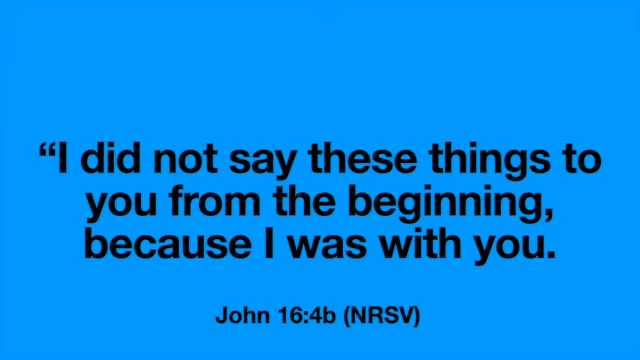 “I did not say these things to
you from the beginning,
because I was with you.
John 16:4b (NRSV)